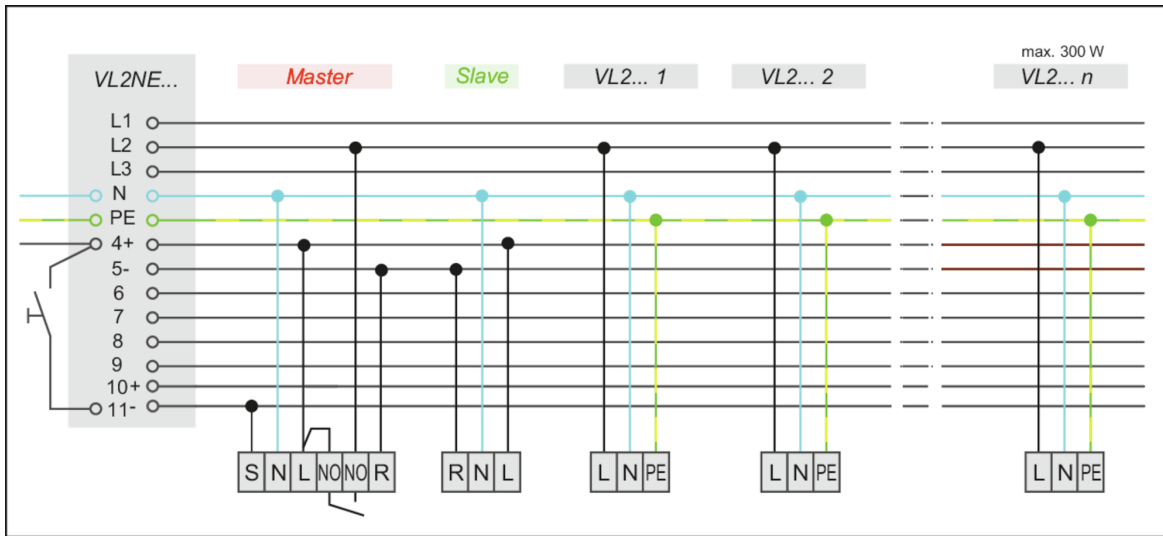 max. 300 W
VL2NE... Master Slave VL2... 1 VL2... 2 VL2... n
L1
L2
L3
N
PE
4+
5-
6
7
8
9
10+
11-
S N L NO NO R R N L L N PE L N PE L N PE